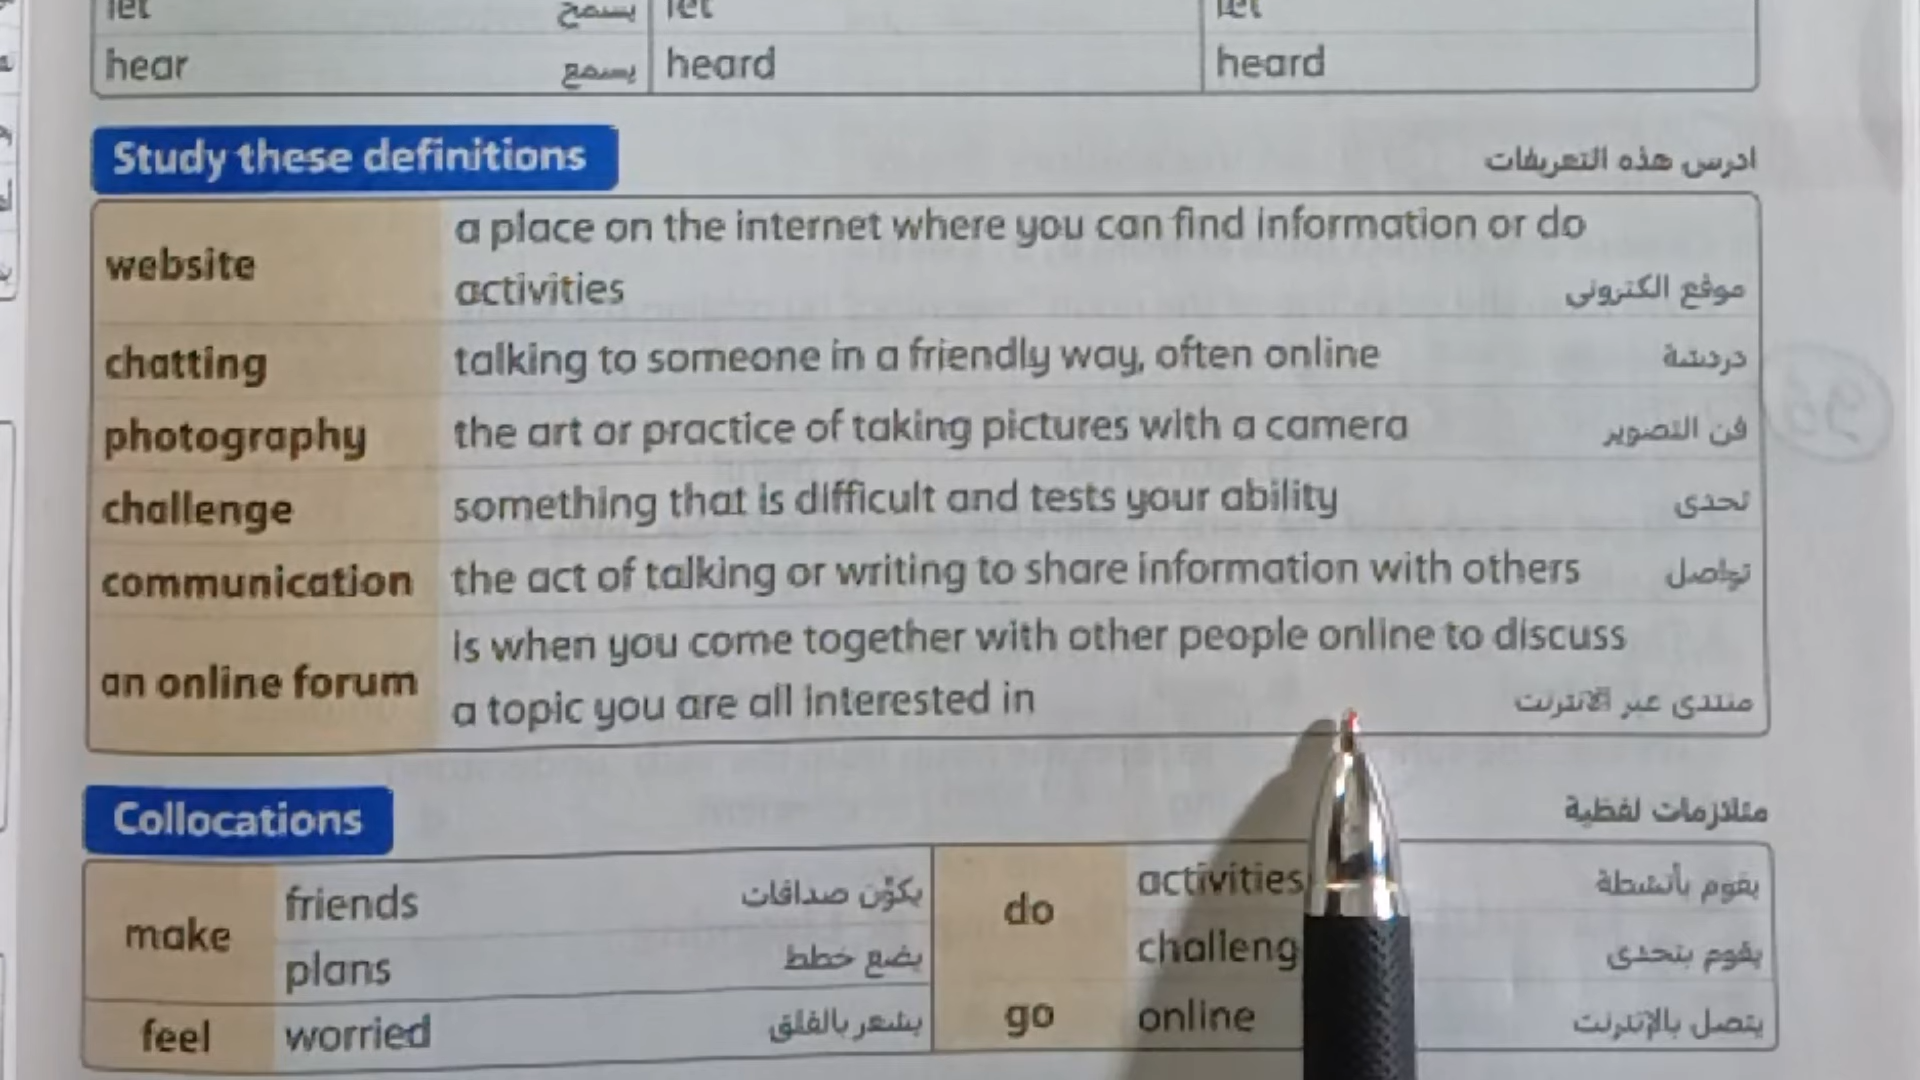 let يسمح let let
hear يسمع heard heard
Study these definitions ادرس هذه التعريفات
website a place on the internet where you can find information or do
activities موقع الكترونى
chatting talking to someone in a friendly way, often online دردشة
photography the art or practice of taking pictures with a camera فن التصوير
challenge something that is difficult and tests your ability تحدى
communication the act of talking or writing to share information with others تواصل
an online forum is when you come together with other people online to discuss
a topic you are all interested in منتدى عبر الانترنت
Collocations متلازمات لفظية
make friends يكوّن صداقات do activities يقوم بأنشطة
plans يضع خطط challeng يقوم بتحدى
feel worried يشعر بالقلق go online يتصل بالإنترنت